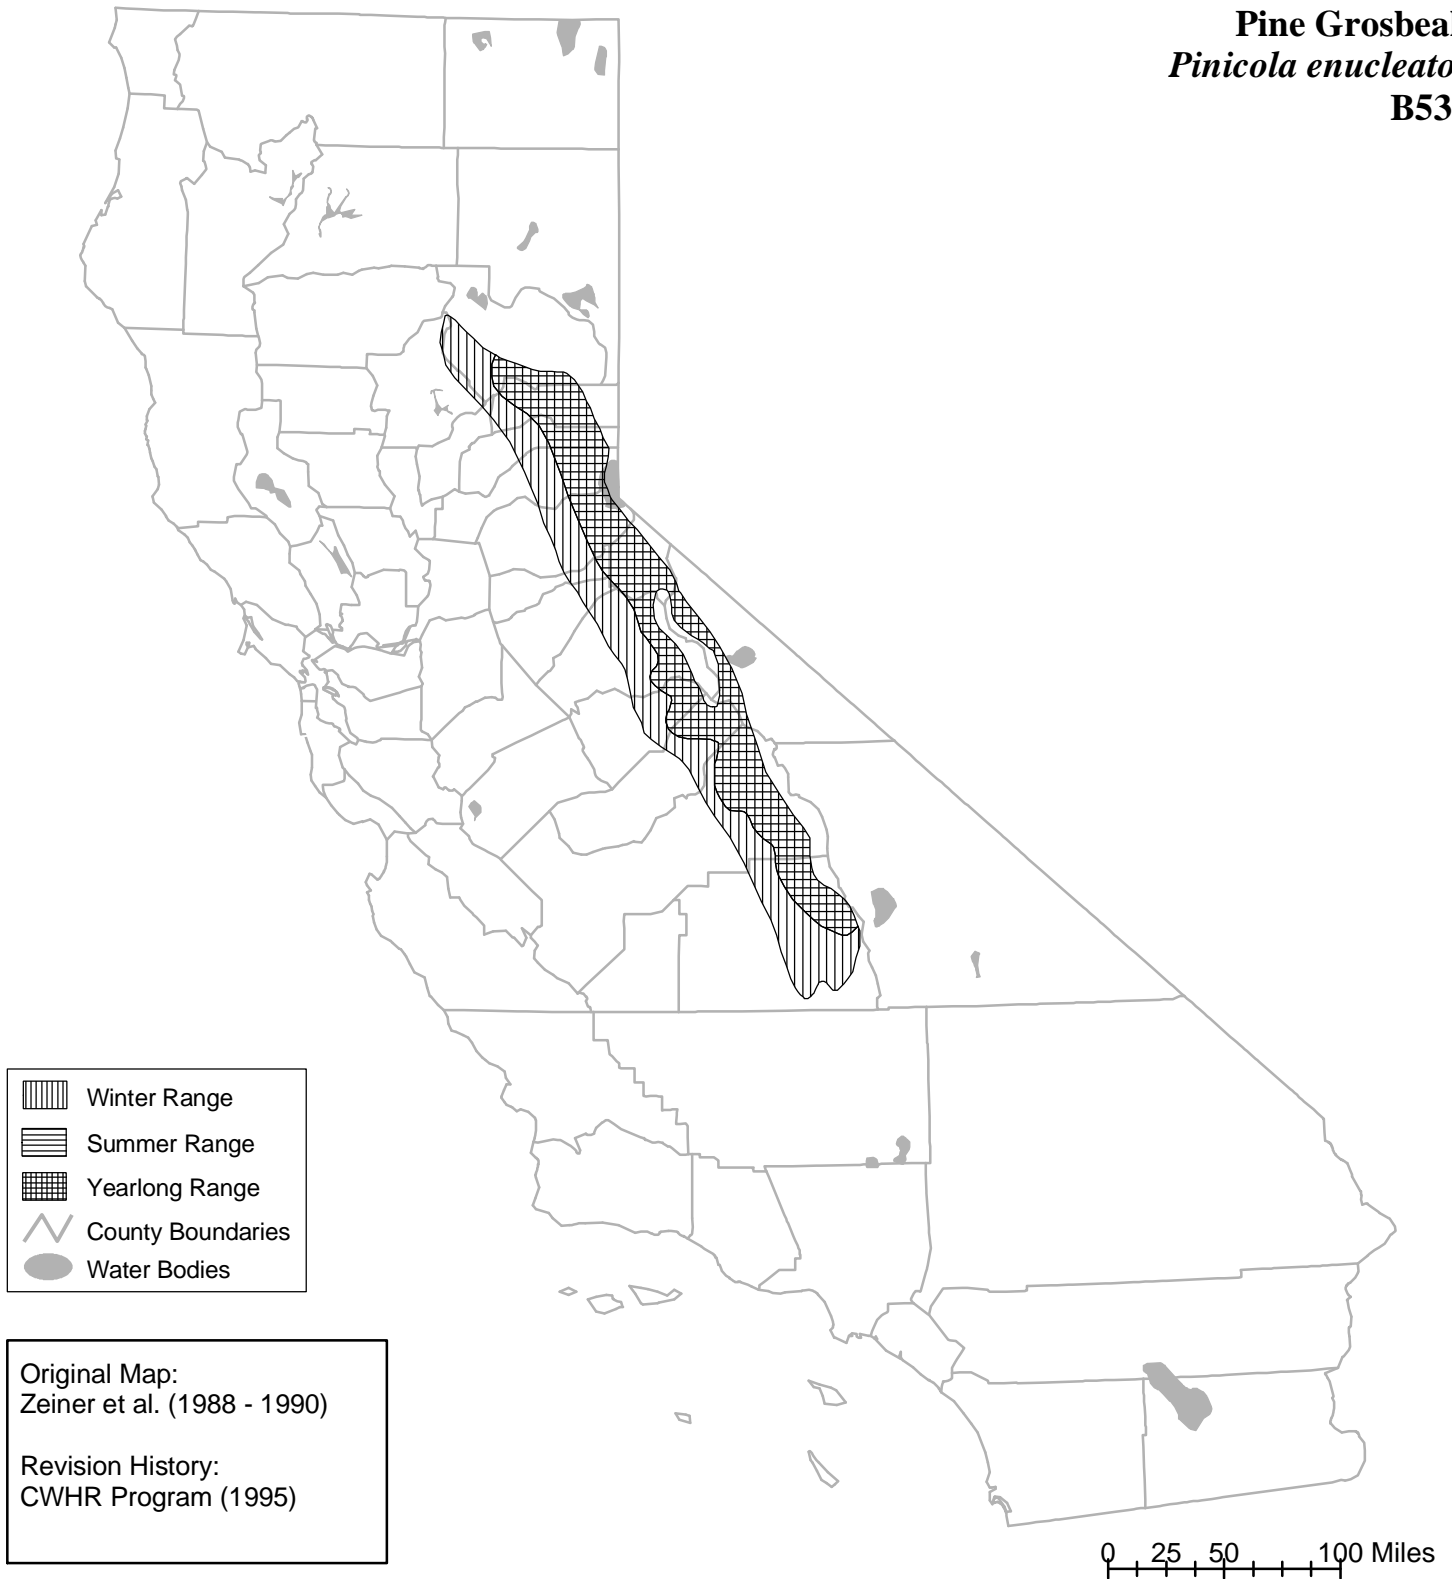 Pine Grosbeak
Pinicola enucleato
B53
Winter Range
Summer Range
Yearlong Range
County Boundaries
Water Bodies
Original Map:
Zeiner et al. (1988 - 1990)
Revision History:
CWHR Program (1995)
0 25 50 100 Miles